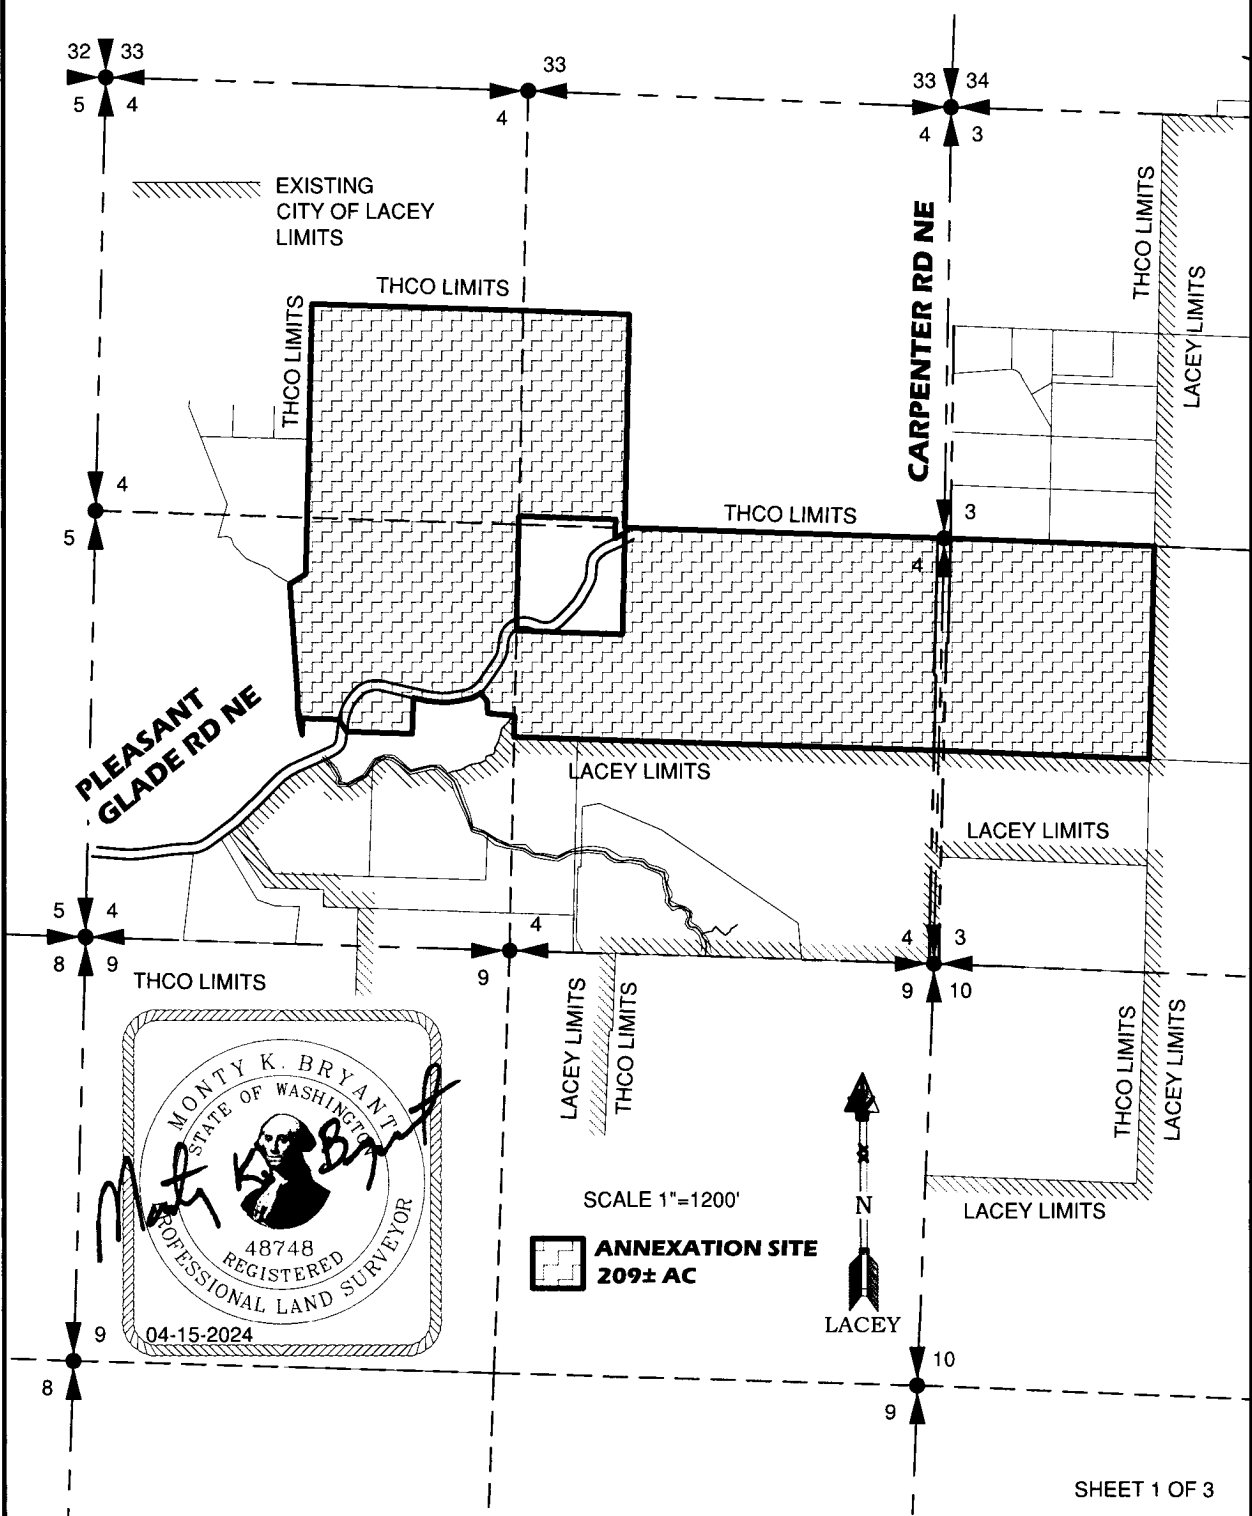 32 33
5 4
33
4
33 34
4 3
EXISTING
CITY OF LACEY
LIMITS
THCO LIMITS
THCO LIMITS
CARPENTER RD NE
THCO LIMITS
LACEY LIMITS
4
5
THCO LIMITS
3
4
PLEASANT
GLADE RD NE
LACEY LIMITS
LACEY LIMITS
5 4
8 9
4
9
4 3
9 10
THCO LIMITS
LACEY LIMITS
THCO LIMITS
THCO LIMITS
LACEY LIMITS
MONTY K. BRYANT
STATE OF WASHINGTON
Monty K. Bryant
48748
REGISTERED
PROFESSIONAL LAND SURVEYOR
04-15-2024
SCALE 1"=1200'
ANNEXATION SITE
209± AC
N
LACEY
LACEY LIMITS
9
8
10
9
SHEET 1 OF 3